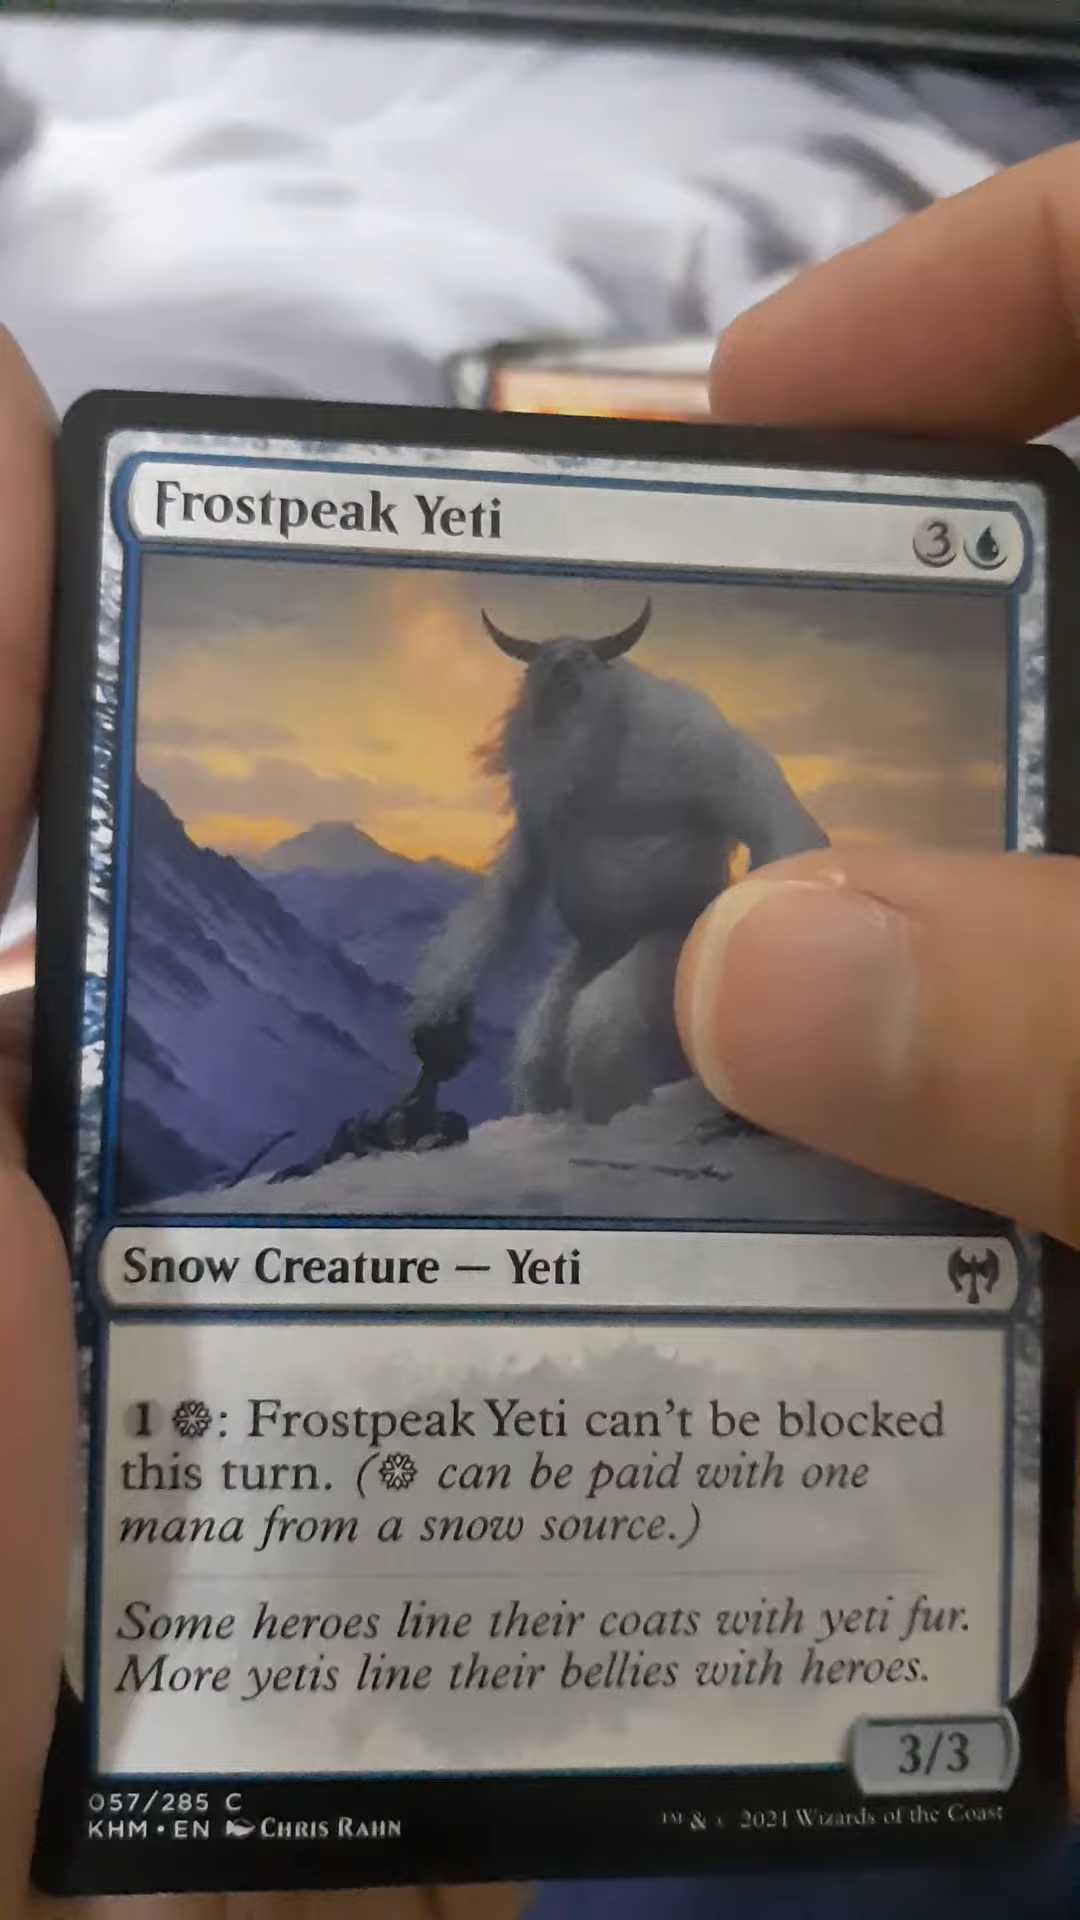 Frostpeak Yeti
3
Snow Creature — Yeti
1 : Frostpeak Yeti can't be blocked
this turn. ( can be paid with one
mana from a snow source.)
Some heroes line their coats with yeti fur.
More yetis line their bellies with heroes.
3/3
057/285 C
KHM • EN CHRIS RAHN
™ & 2021 Wizards of the Coast